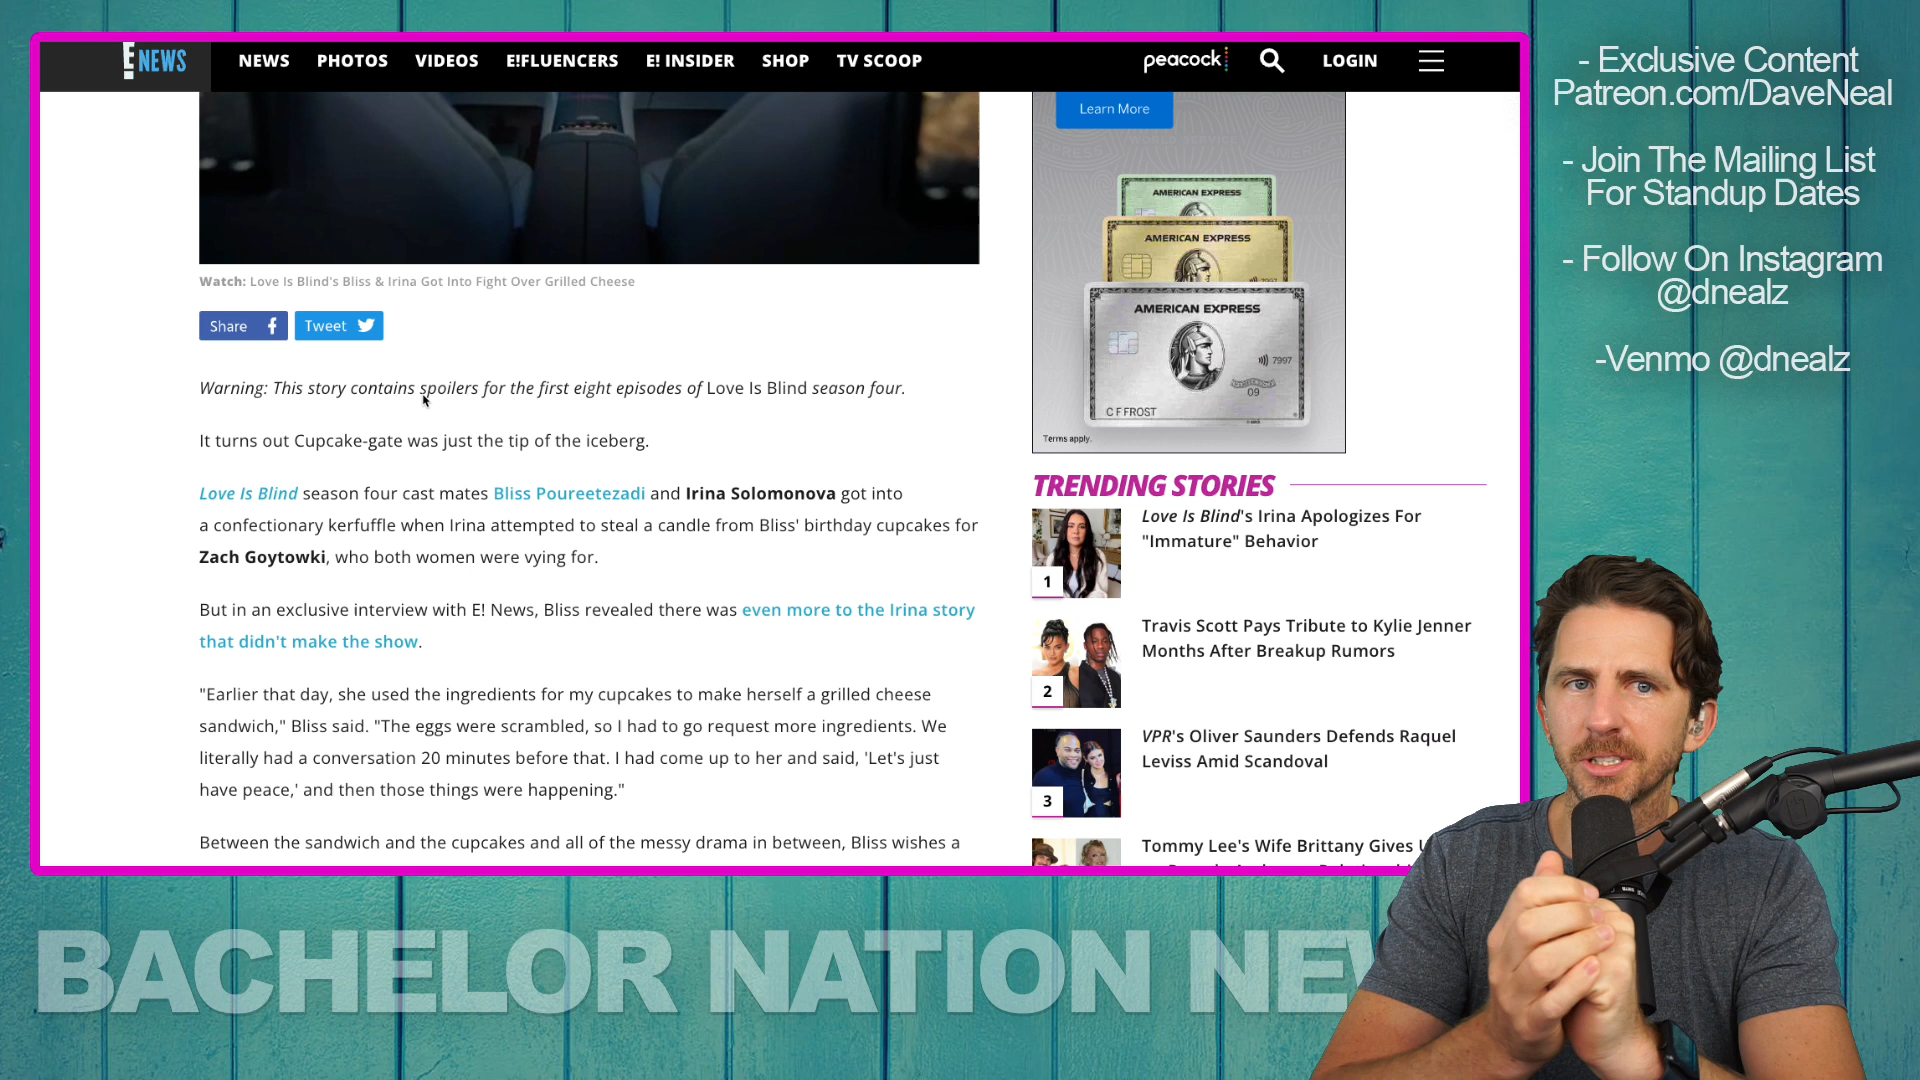 E! NEWS
NEWS PHOTOS VIDEOS E!FLUENCERS E! INSIDER SHOP TV SCOOP peacock LOGIN
Watch: Love Is Blind's Bliss & Irina Got Into Fight Over Grilled Cheese
Share Tweet
Warning: This story contains spoilers for the first eight episodes of Love Is Blind season four.
It turns out Cupcake-gate was just the tip of the iceberg.
Love Is Blind season four cast mates Bliss Poureetezadi and Irina Solomonova got into
a confectionary kerfuffle when Irina attempted to steal a candle from Bliss' birthday cupcakes for
Zach Goytowki, who both women were vying for.
But in an exclusive interview with E! News, Bliss revealed there was even more to the Irina story
that didn't make the show.
"Earlier that day, she used the ingredients for my cupcakes to make herself a grilled cheese
sandwich," Bliss said. "The eggs were scrambled, so I had to go request more ingredients. We
literally had a conversation 20 minutes before that. I had come up to her and said, 'Let's just
have peace,' and then those things were happening."
Between the sandwich and the cupcakes and all of the messy drama in between, Bliss wishes a
Learn More
AMERICAN EXPRESS
AMERICAN EXPRESS
AMERICAN EXPRESS
7997
09
C F FROST
Terms apply.
TRENDING STORIES
Love Is Blind's Irina Apologizes For
"Immature" Behavior
1
Travis Scott Pays Tribute to Kylie Jenner
Months After Breakup Rumors
2
VPR's Oliver Saunders Defends Raquel
Leviss Amid Scandoval
3
Tommy Lee's Wife Brittany Gives
- Exclusive Content
Patreon.com/DaveNeal
- Join The Mailing List
For Standup Dates
- Follow On Instagram
@dnealz
-Venmo @dnealz
BACHELOR NATION NEW